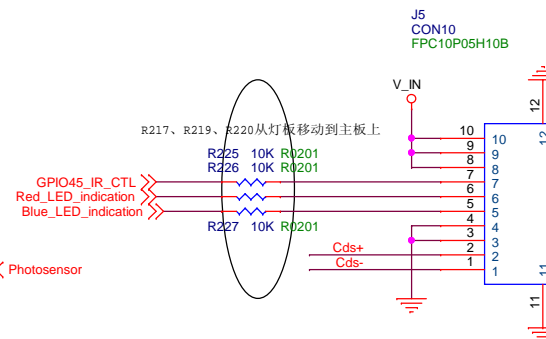 J5
CON10
FPC10P05H10B
V_IN
12
R217、R219、R220从灯板移动到主板上
10 10 12
9 9
R225 10K R0201
8 8
R226 10K R0201
GPIO45_IR_CTL 7 7
Red_LED_indication 6 6
Blue_LED_indication 5 5
R227 10K R0201
4 4
3 3
Cds+ 2 2
Cds- 1 1 11
Photosensor
11